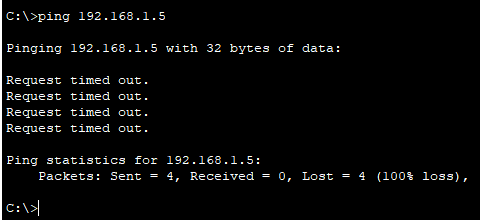 C:\>ping 192.168.1.5
Pinging 192.168.1.5 with 32 bytes of data:
Request timed out.
Request timed out.
Request timed out.
Request timed out.
Ping statistics for 192.168.1.5:
    Packets: Sent = 4, Received = 0, Lost = 4 (100% loss),
C:\>